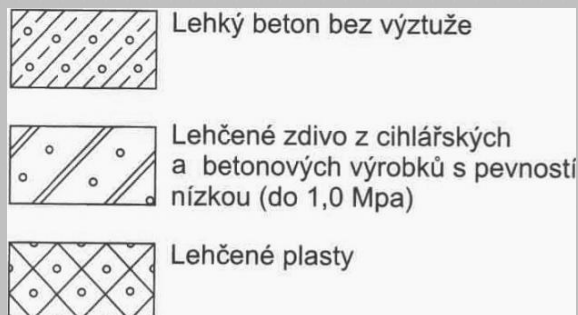 Lehký beton bez výztuže
Lehčené zdivo z cihlářských
a betonových výrobků s pevností
nízkou (do 1,0 Mpa)
Lehčené plasty